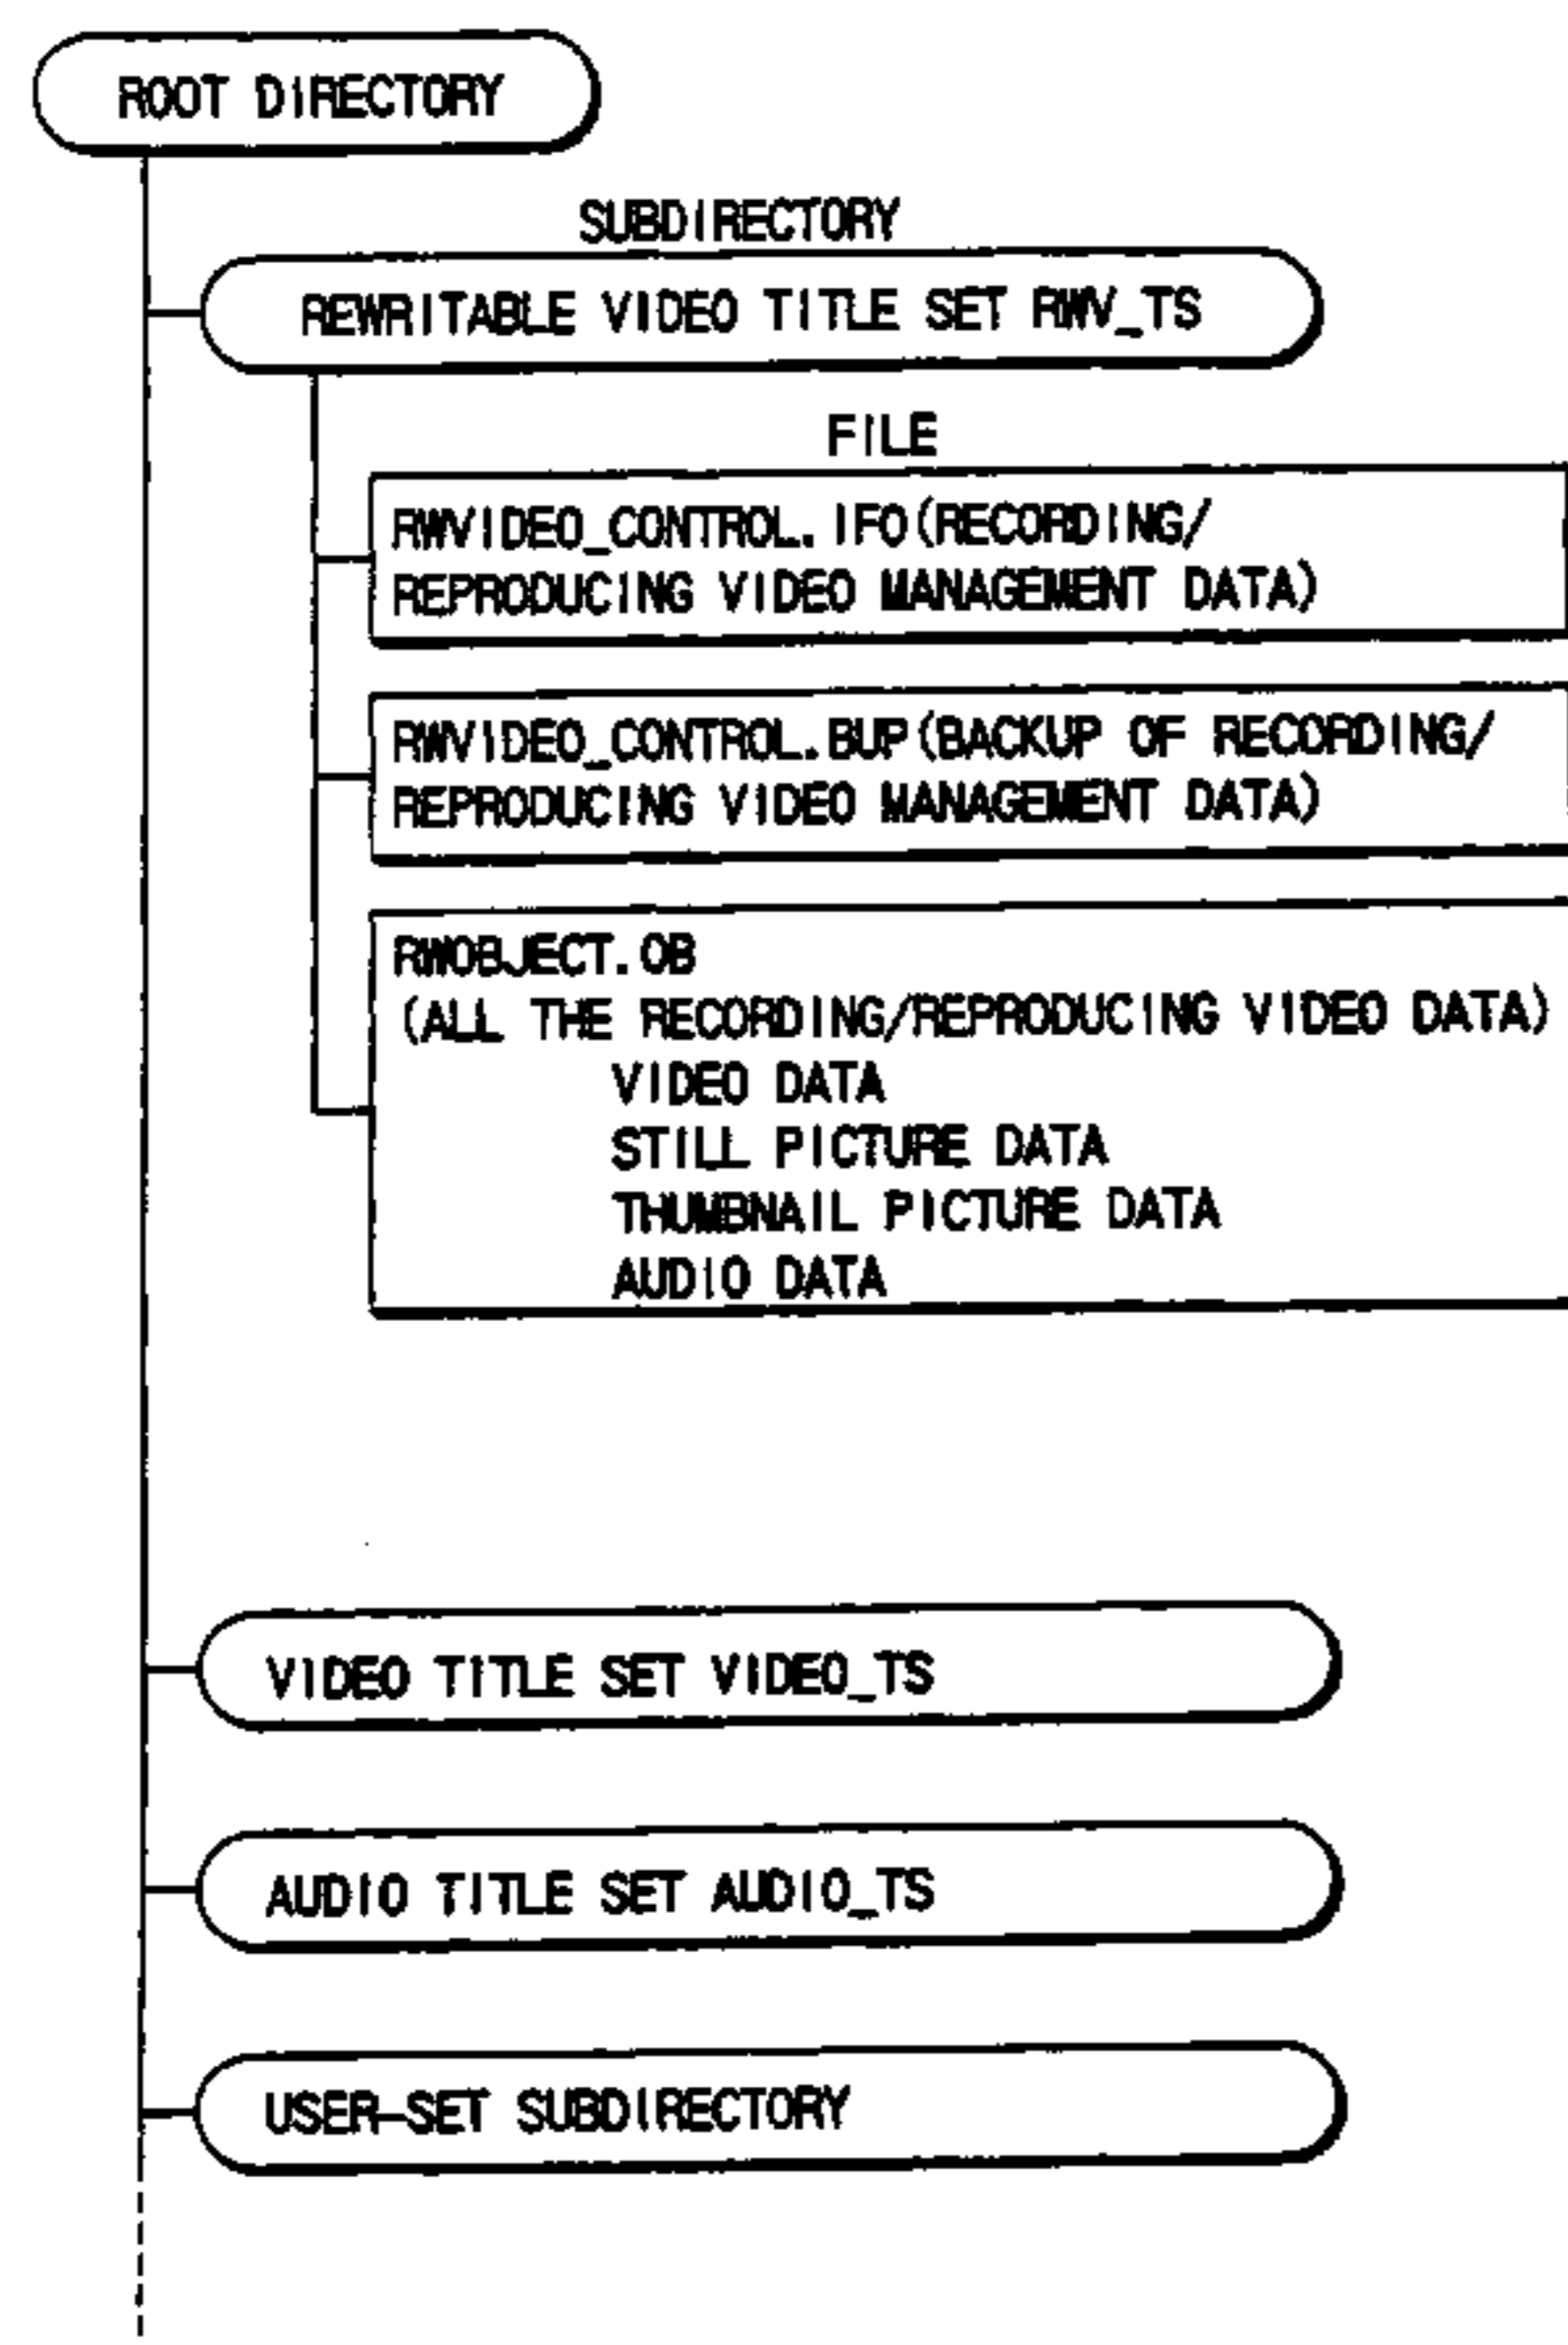 ROOT DIRECTORY
SUBDIRECTORY
REWRITABLE VIDEO TITLE SET RWV_TS
FILE
RWVIDEO_CONTROL.IFO(RECORDING/
REPRODUCING VIDEO MANAGEMENT DATA)
RWVIDEO_CONTROL.BUP(BACKUP OF RECORDING/
REPRODUCING VIDEO MANAGEMENT DATA)
RWOBJECT.OB
(ALL THE RECORDING/REPRODUCING VIDEO DATA)
VIDEO DATA
STILL PICTURE DATA
THUMBNAIL PICTURE DATA
AUDIO DATA
VIDEO TITLE SET VIDEO_TS
AUDIO TITLE SET AUDIO_TS
USER-SET SUBDIRECTORY